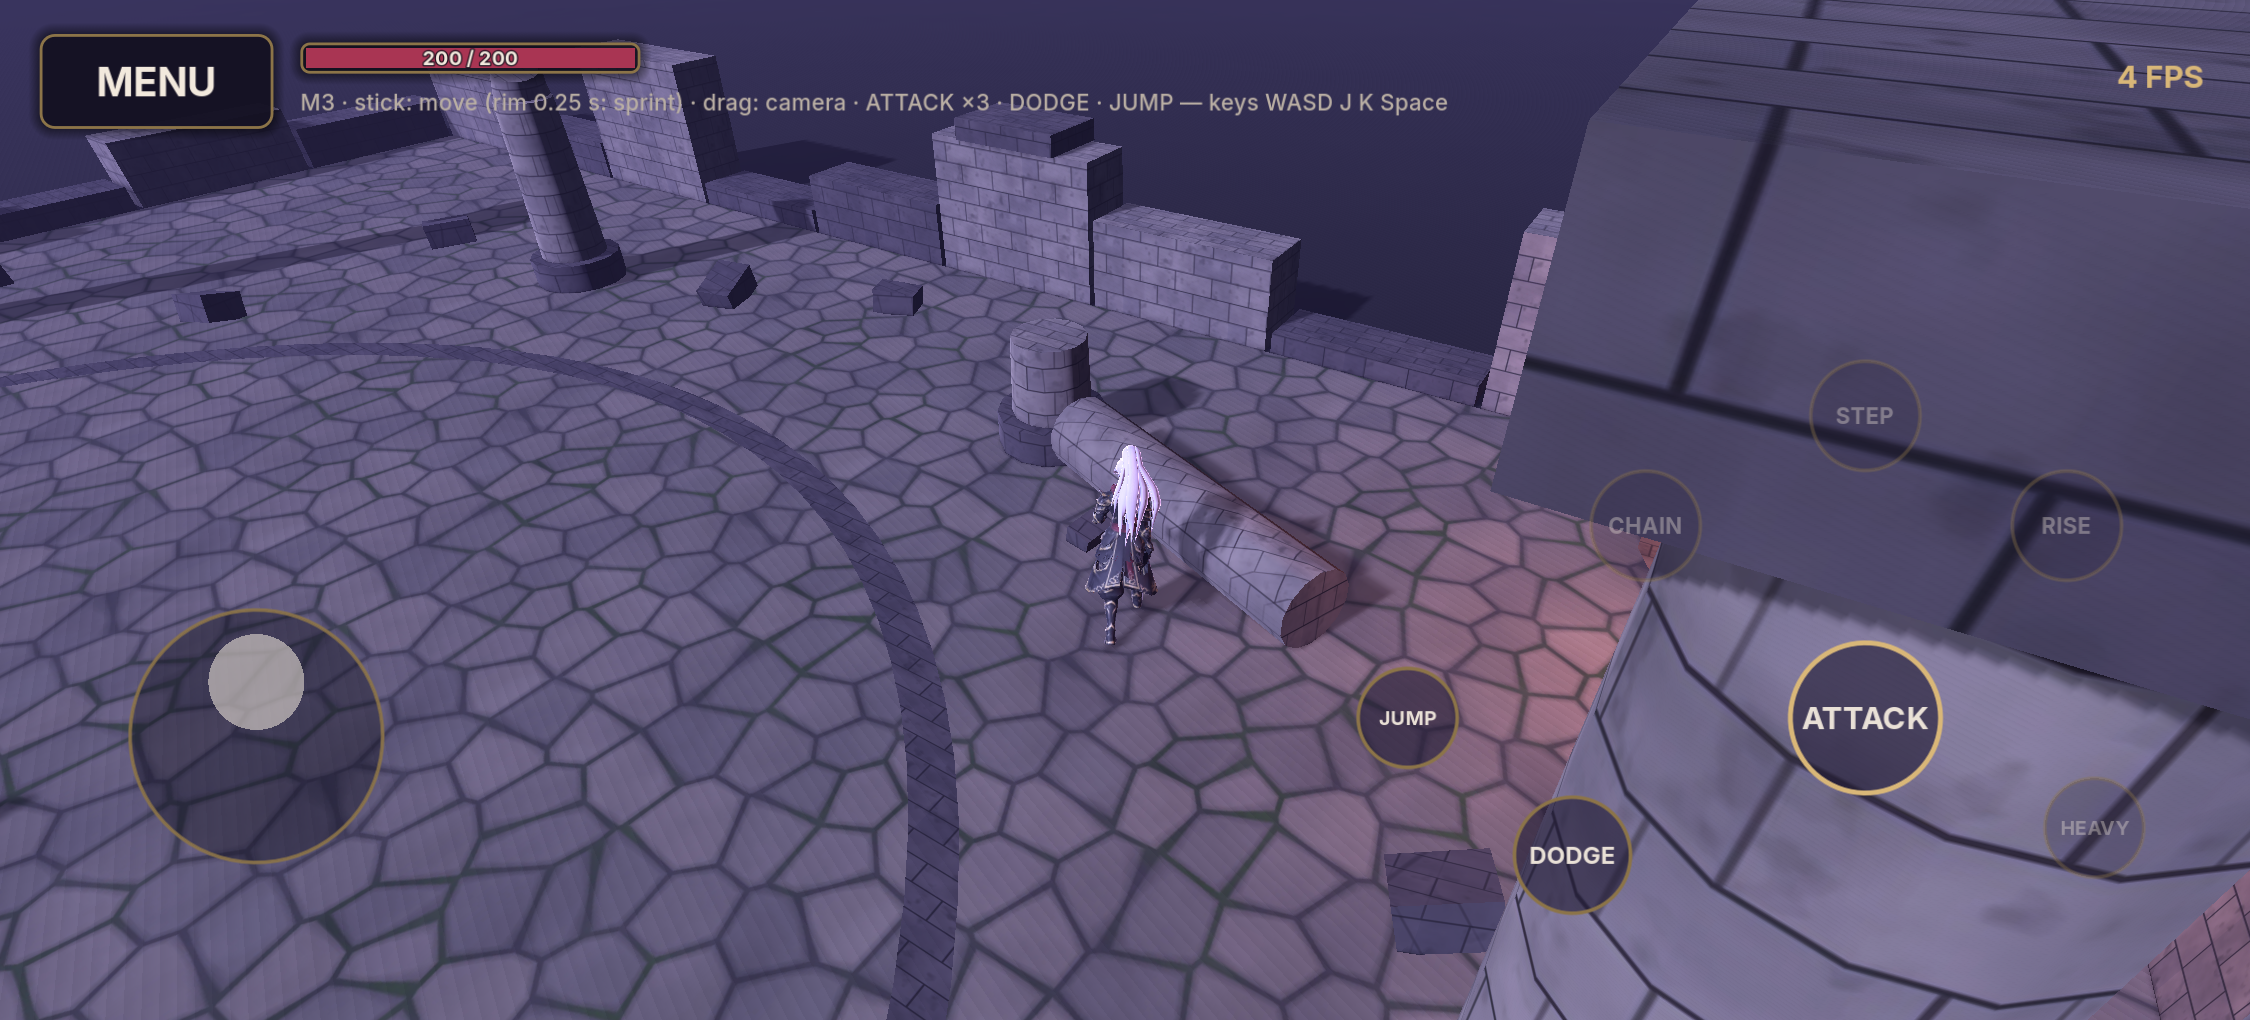 MENU
200 / 200
4 FPS
M3 · stick: move (rim 0.25 s: sprint) · drag: camera · ATTACK ×3 · DODGE · JUMP — keys WASD J K Space
STEP
CHAIN
RISE
JUMP
ATTACK
HEAVY
DODGE